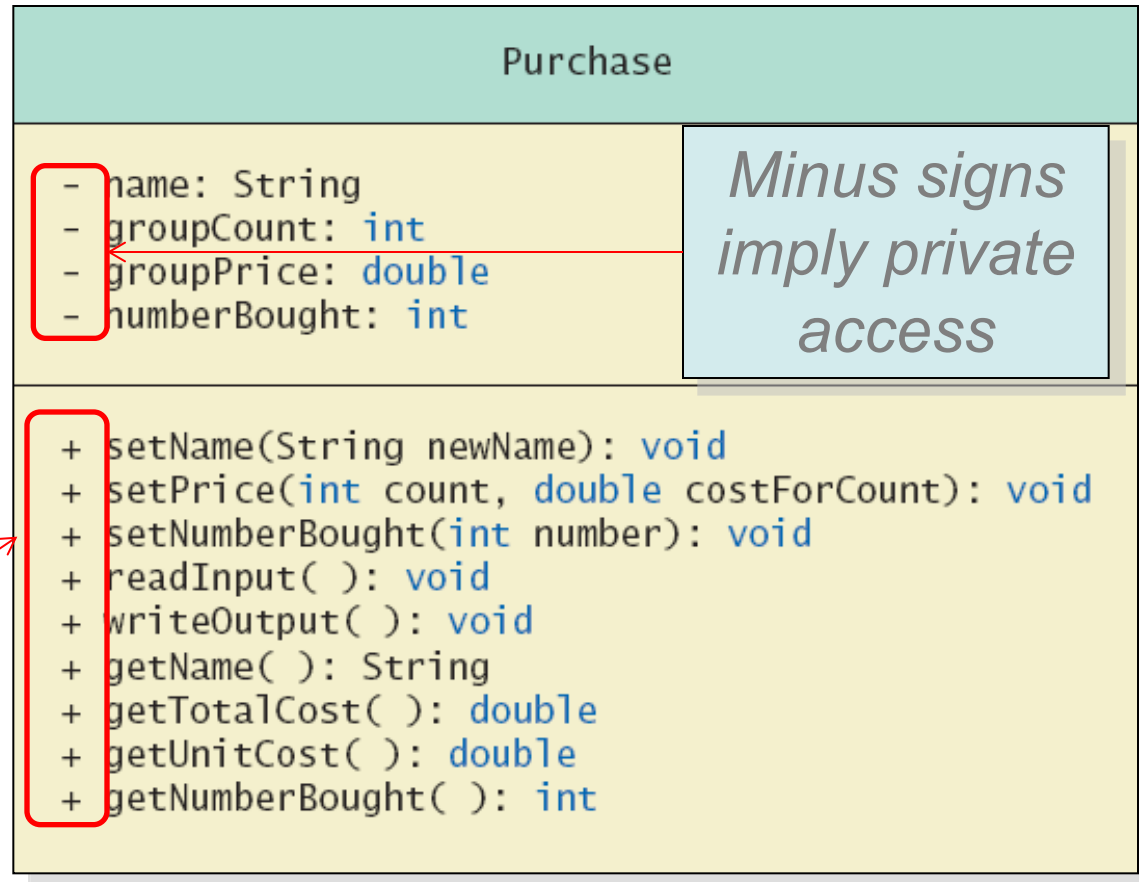 Purchase
- name: String
- groupCount: int
- groupPrice: double
- numberBought: int
Minus signs
imply private
access
+ setName(String newName): void
+ setPrice(int count, double costForCount): void
+ setNumberBought(int number): void
+ readInput( ): void
+ writeOutput( ): void
+ getName( ): String
+ getTotalCost( ): double
+ getUnitCost( ): double
+ getNumberBought( ): int